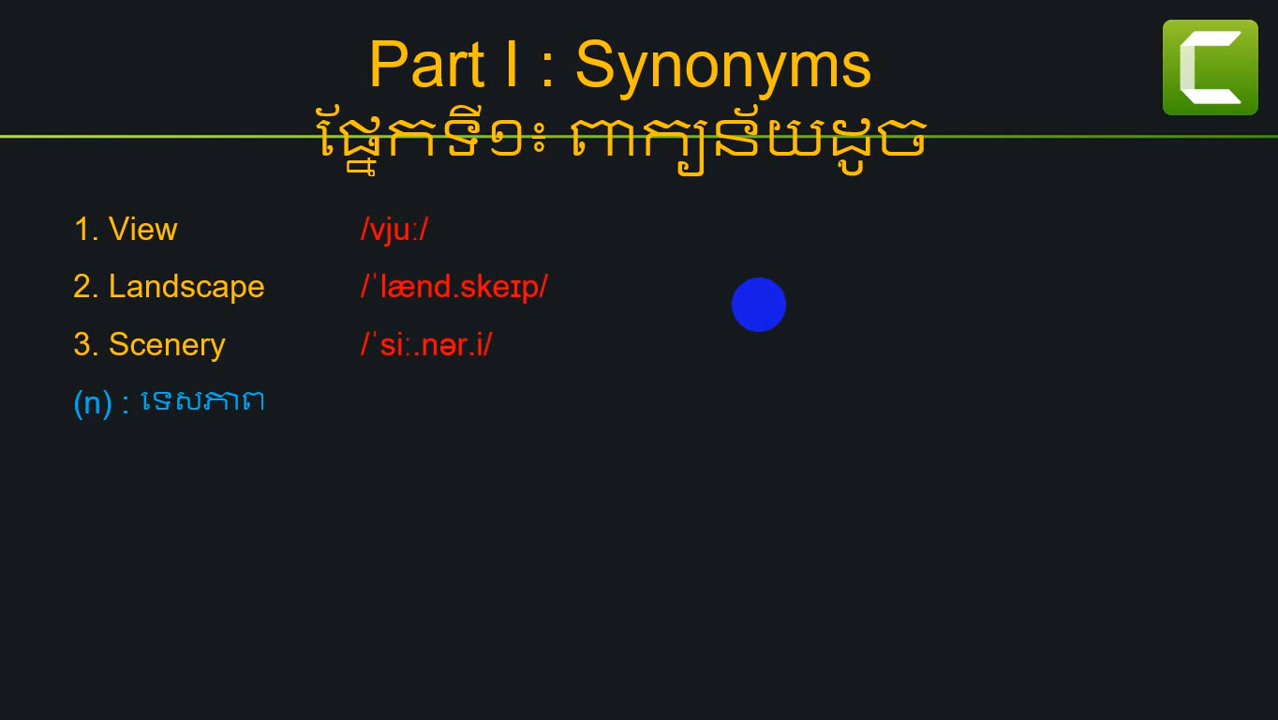 Part I : Synonyms
ផ្នែកទី១៖ ពាក្យន័យដូច
1. View /vjuː/
2. Landscape /ˈlænd.skeɪp/
3. Scenery /ˈsiː.nər.i/
(n) : ទេសភាព